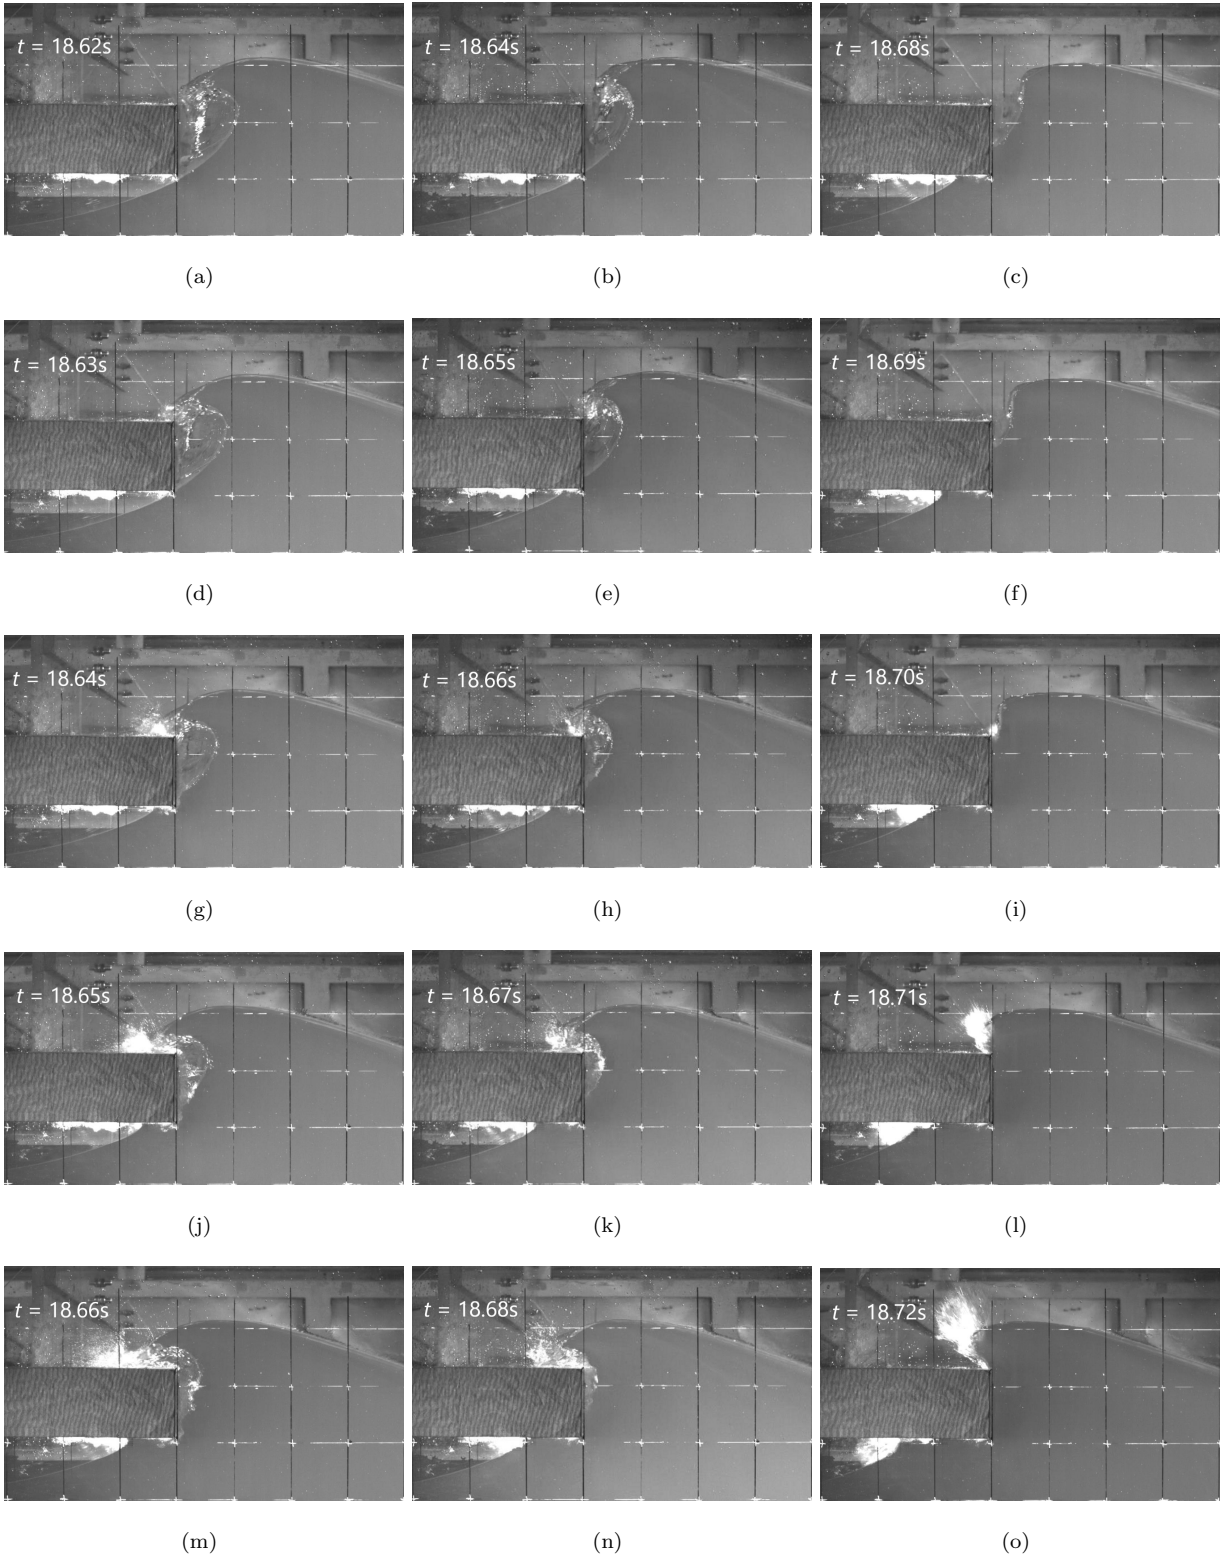 t = 18.62s
t = 18.64s
t = 18.68s
(a)
(b)
(c)
t = 18.63s
t = 18.65s
t = 18.69s
(d)
(e)
(f)
t = 18.64s
t = 18.66s
t = 18.70s
(g)
(h)
(i)
t = 18.65s
t = 18.67s
t = 18.71s
(j)
(k)
(l)
t = 18.66s
t = 18.68s
t = 18.72s
(m)
(n)
(o)